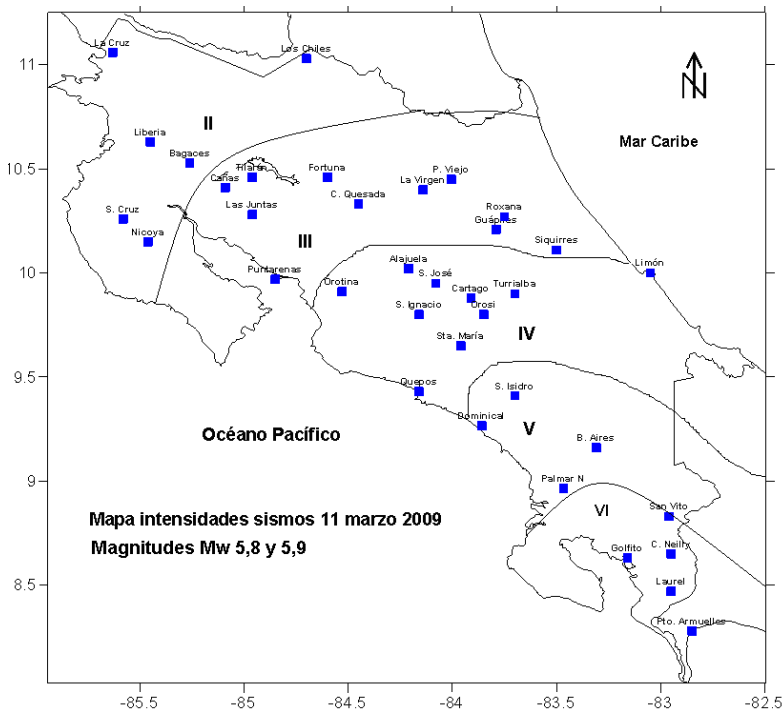 La Cruz
Los Chiles
11
N
Liberia
II
Mar Caribe
Bagaces
10.5
Cañas
Tilarán
Fortuna
P. Viejo
La Virgen
C. Quesada
S. Cruz
Las Juntas
Roxana
Guápiles
Nicoya
III
Siquirres
10
Puntarenas
Orotina
Alajuela
S. José
Limón
Cartago
Turrialba
S. Ignacio
Orosi
IV
Sta. María
9.5
Quepos
S. Isidro
Dominical
V
Océano Pacífico
B. Aires
9
Palmar N
VI
San Vito
Mapa intensidades sismos 11 marzo 2009
Magnitudes Mw 5,8 y 5,9
Golfito
C. Neilly
8.5
Laurel
Pto. Armuelles
-85.5
-85
-84.5
-84
-83.5
-83
-82.5